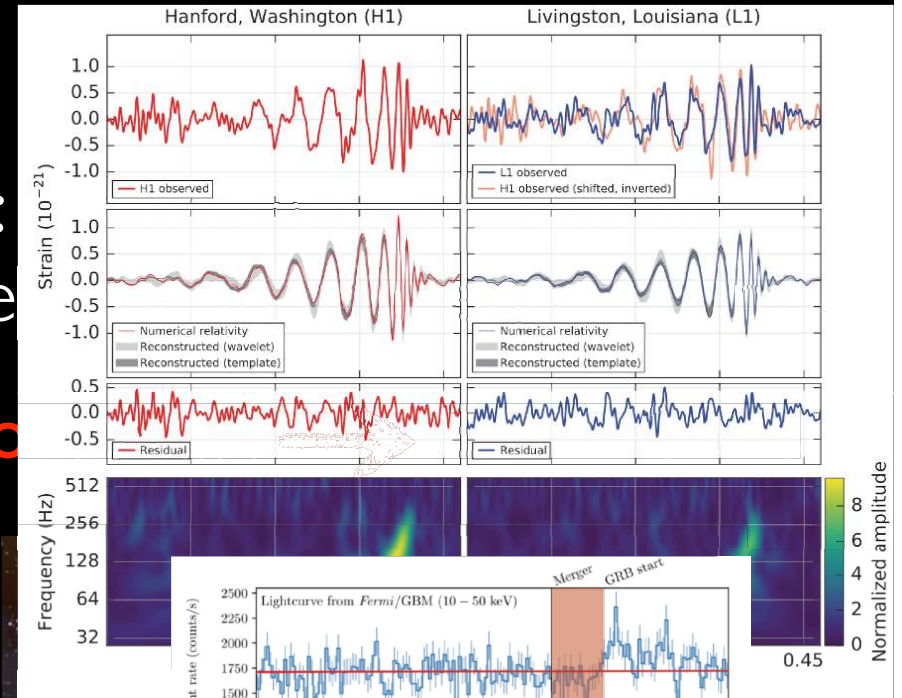 Hanford, Washington (H1)
Livingston, Louisiana (L1)
Strain (10⁻²¹)
1.0
0.5
0.0
-0.5
-1.0
H1 observed
L1 observed
H1 observed (shifted, inverted)
1.0
0.5
0.0
-0.5
-1.0
Numerical relativity
Reconstructed (wavelet)
Reconstructed (template)
Numerical relativity
Reconstructed (wavelet)
Reconstructed (template)
0.5
0.0
-0.5
Residual
Residual
Frequency (Hz)
512
256
128
64
32
0.45
8
6
4
2
0
Normalized amplitude
Merger
GRB start
Lightcurve from Fermi/GBM (10 − 50 keV)
2500
2250
2000
1750
1500
rate (counts/s)